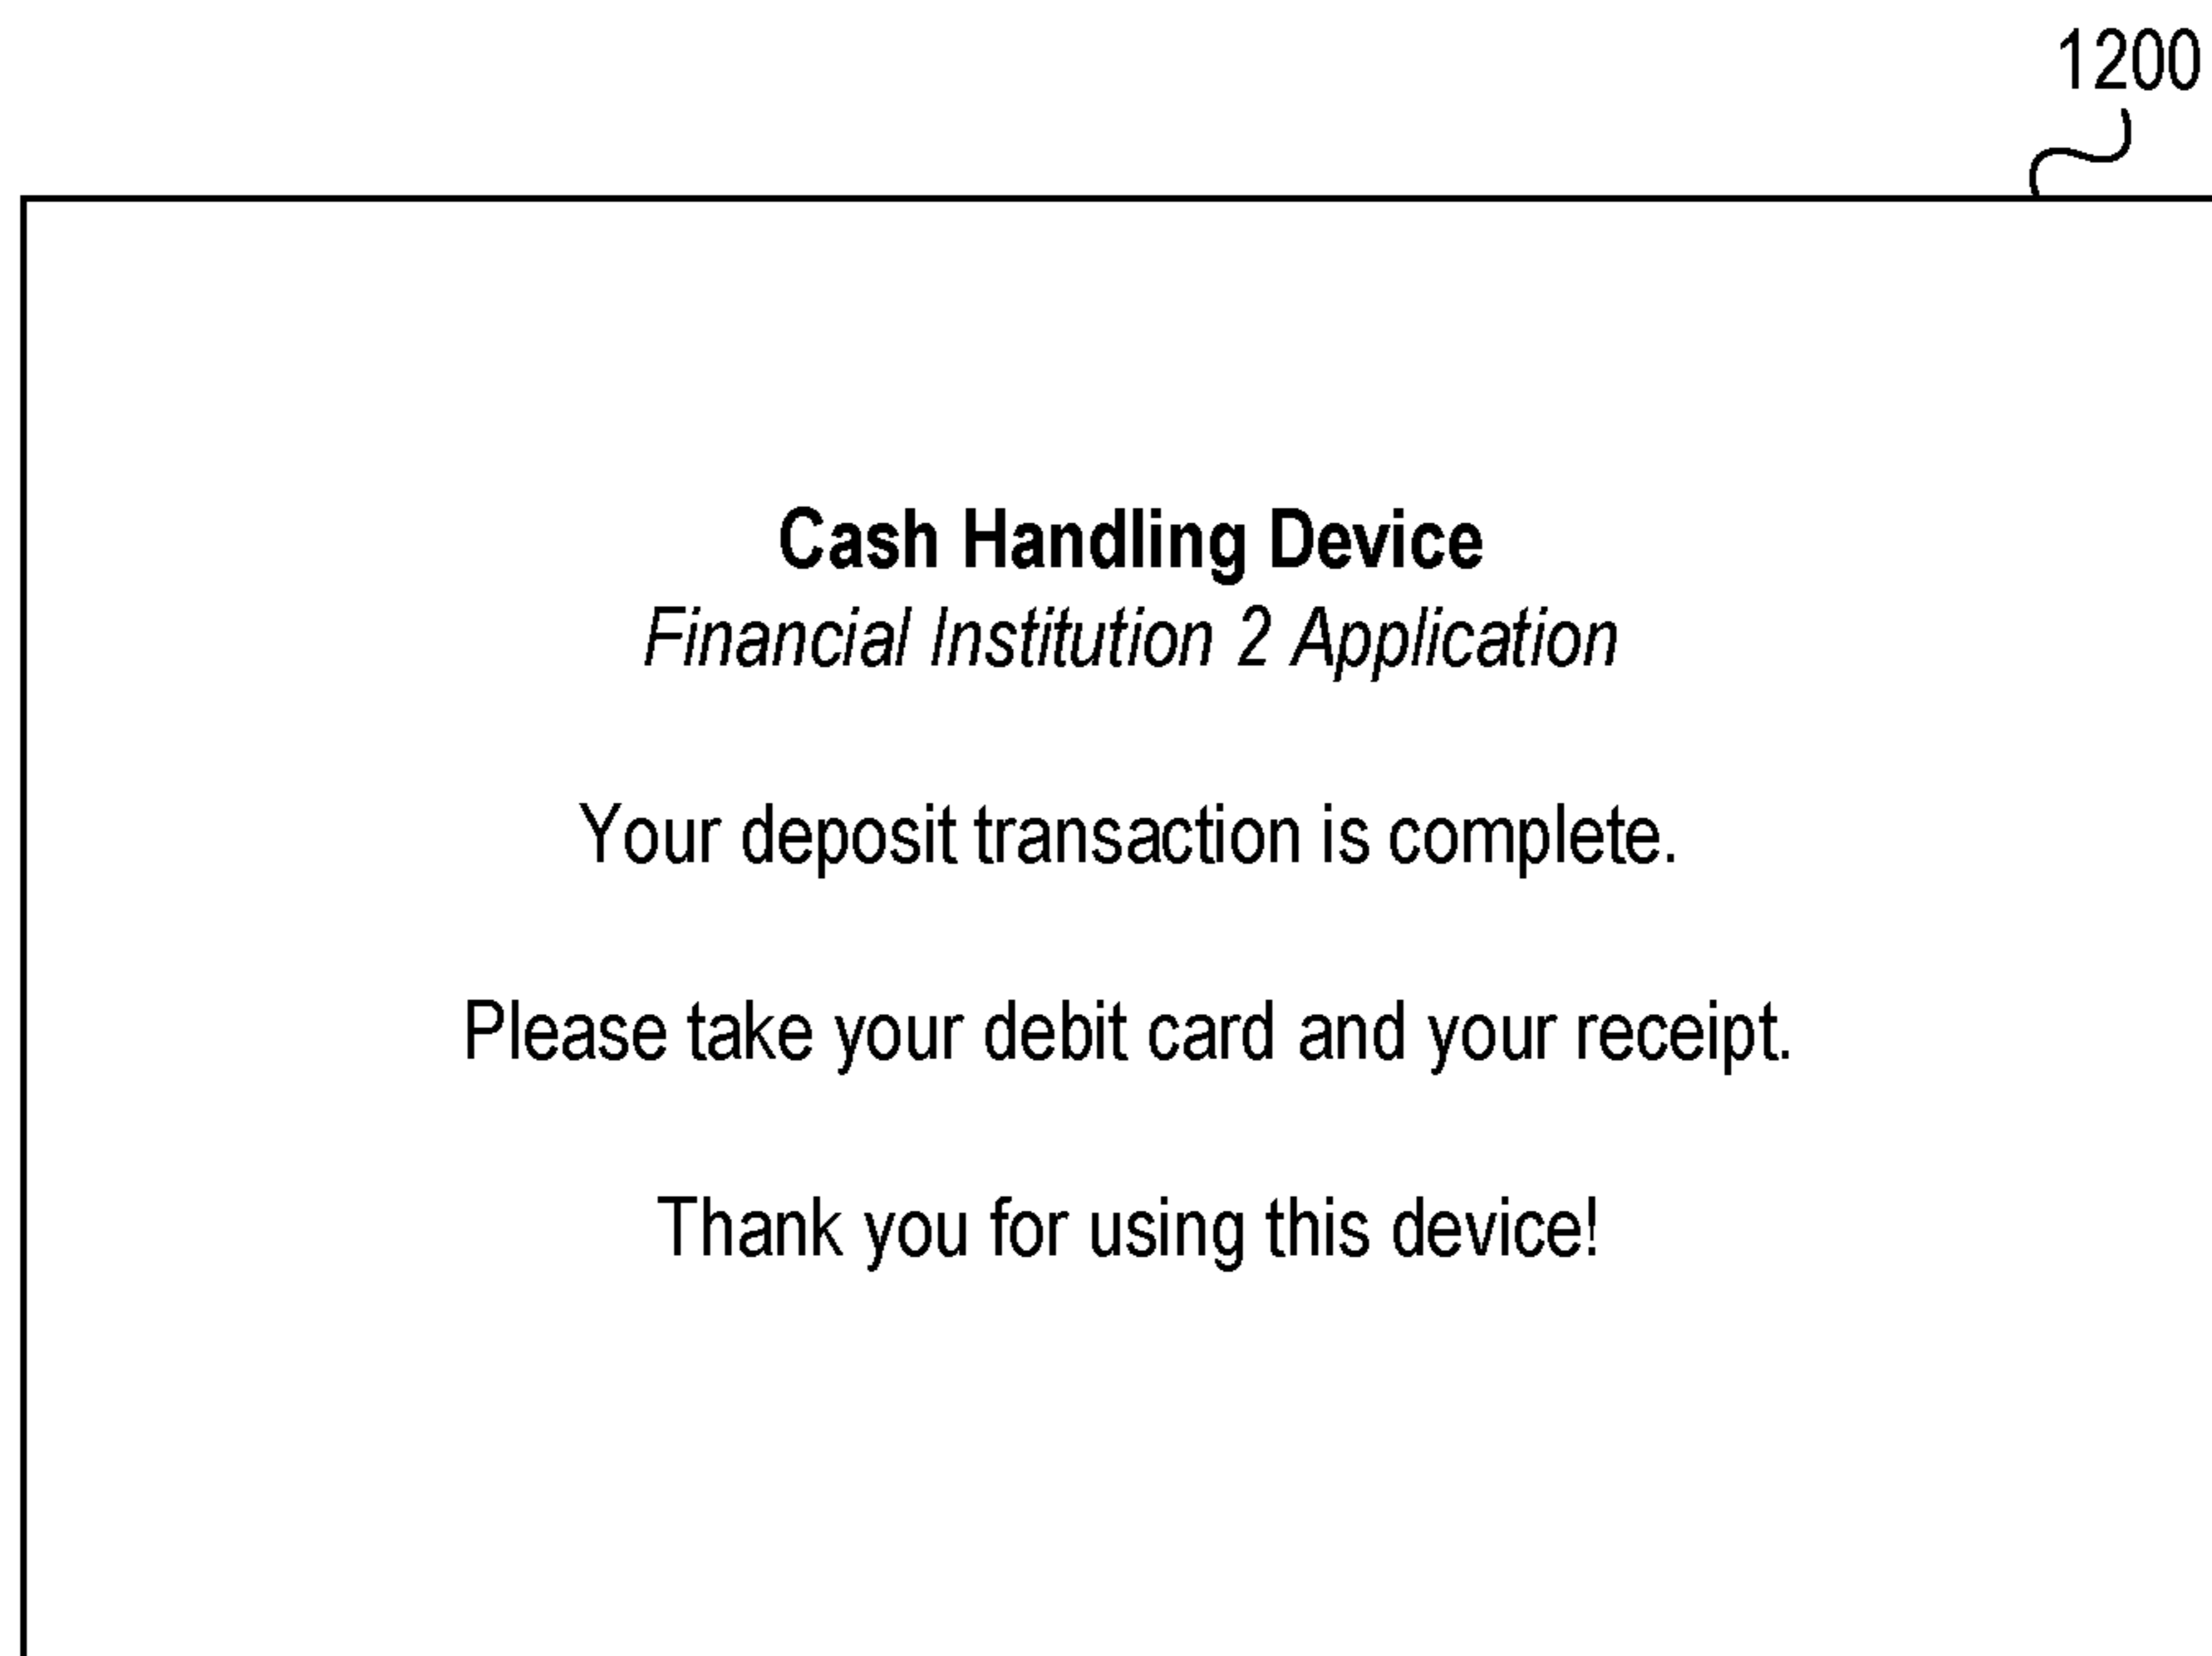 1200
Cash Handling Device
Financial Institution 2 Application
Your deposit transaction is complete.
Please take your debit card and your receipt.
Thank you for using this device!